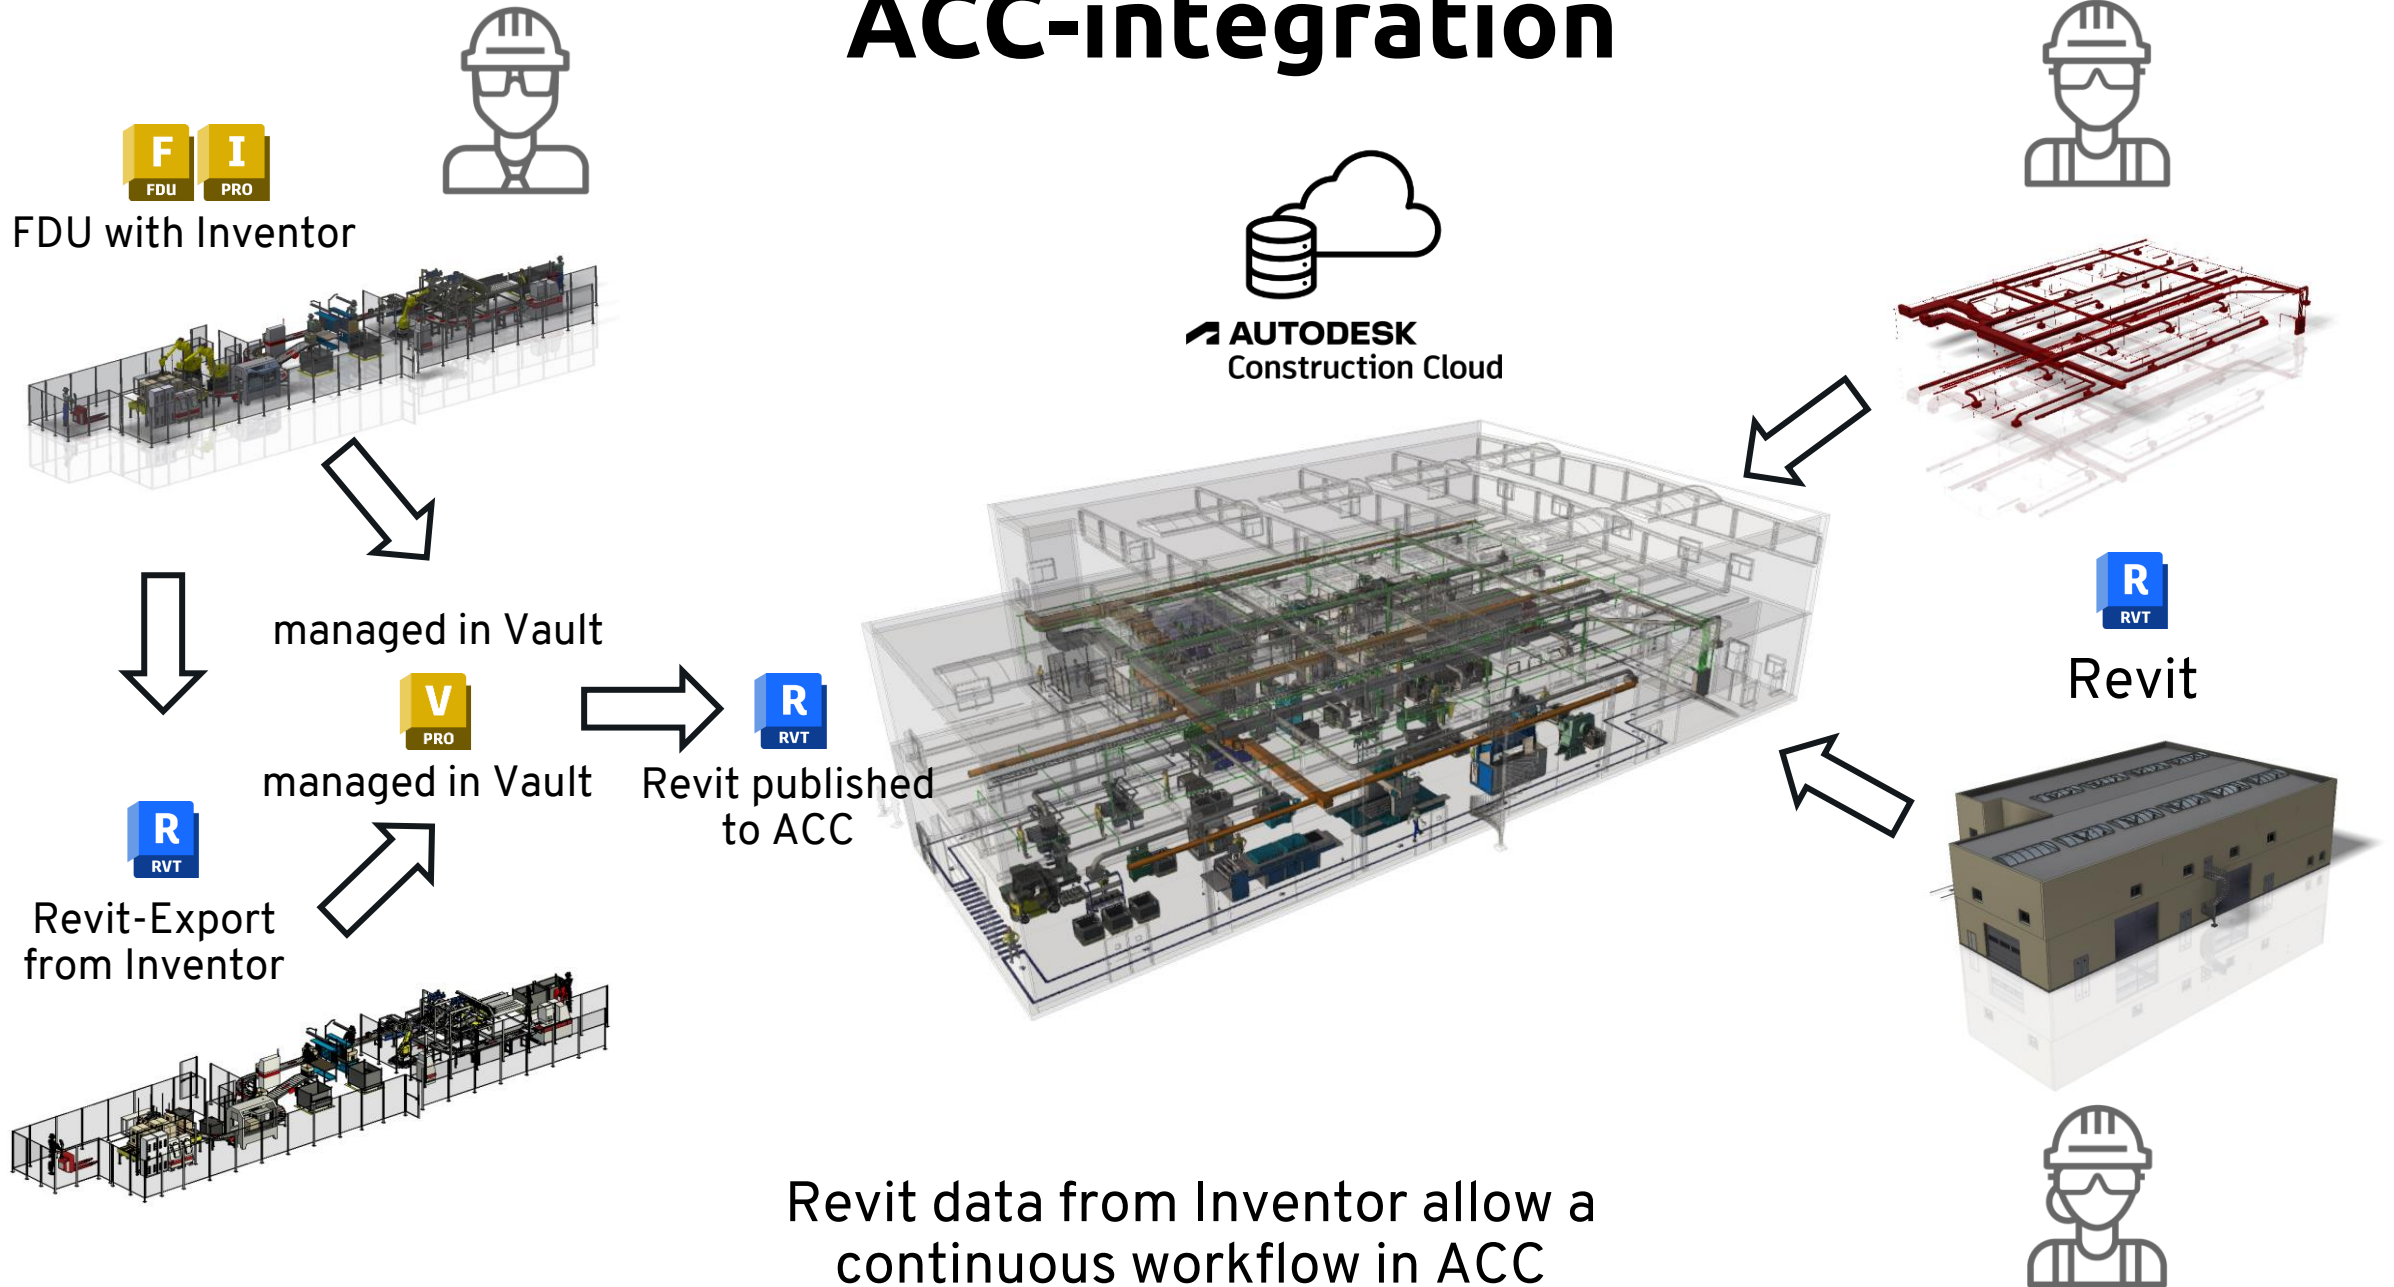 ACC-integration
F
FDU
I
PRO
FDU with Inventor
AUTODESK
Construction Cloud
managed in Vault
V
PRO
managed in Vault
R
RVT
Revit published
to ACC
R
RVT
Revit-Export
from Inventor
R
RVT
Revit
Revit data from Inventor allow a
continuous workflow in ACC